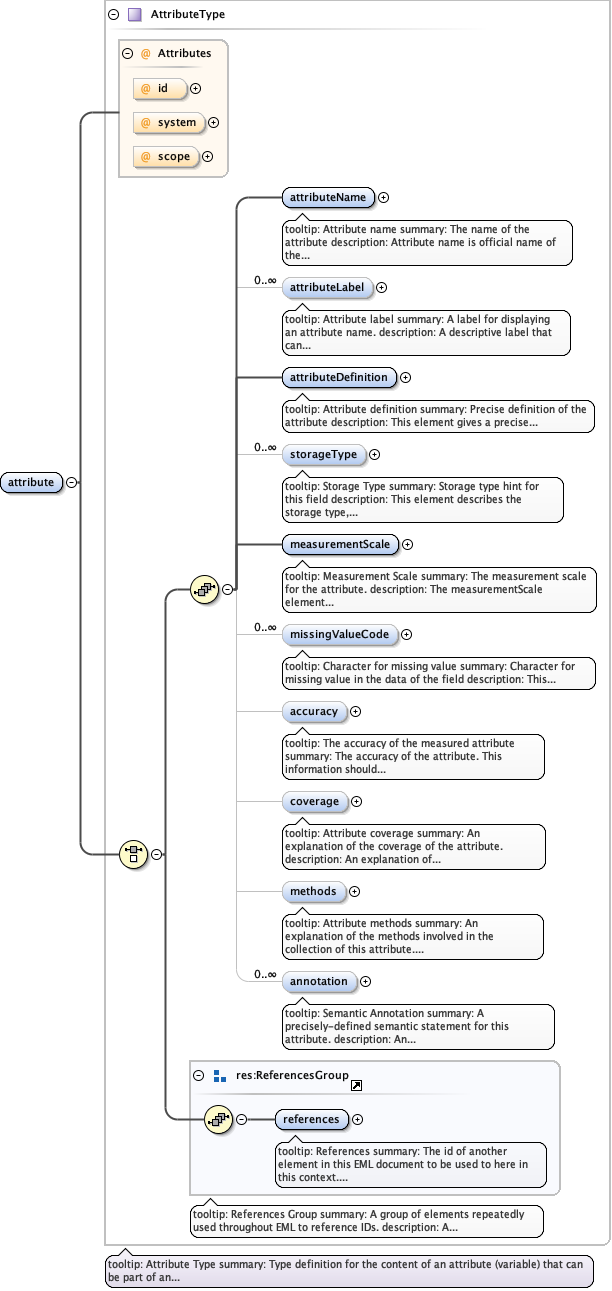 AttributeType
@ Attributes
@ id
@ system
@ scope
attributeName
tooltip: Attribute name summary: The name of the
attribute description: Attribute name is official name of
the...
0..∞
attributeLabel
tooltip: Attribute label summary: A label for displaying
an attribute name. description: A descriptive label that
can...
attributeDefinition
tooltip: Attribute definition summary: Precise definition of the
attribute description: This element gives a precise...
0..∞
storageType
tooltip: Storage Type summary: Storage type hint for
this field description: This element describes the
storage type,...
attribute
measurementScale
tooltip: Measurement Scale summary: The measurement scale
for the attribute. description: The measurementScale
element...
0..∞
missingValueCode
tooltip: Character for missing value summary: Character for
missing value in the data of the field description: This...
accuracy
tooltip: The accuracy of the measured attribute
summary: The accuracy of the attribute. This
information should...
coverage
tooltip: Attribute coverage summary: An
explanation of the coverage of the attribute.
description: An explanation of...
methods
tooltip: Attribute methods summary: An
explanation of the methods involved in the
collection of this attribute....
0..∞
annotation
tooltip: Semantic Annotation summary: A
precisely-defined semantic statement for this
attribute. description: An...
res:ReferencesGroup
references
tooltip: References summary: The id of another
element in this EML document to be used to here in
this context....
tooltip: References Group summary: A group of elements repeatedly
used throughout EML to reference IDs. description: A...
tooltip: Attribute Type summary: Type definition for the content of an attribute (variable) that can
be part of an...